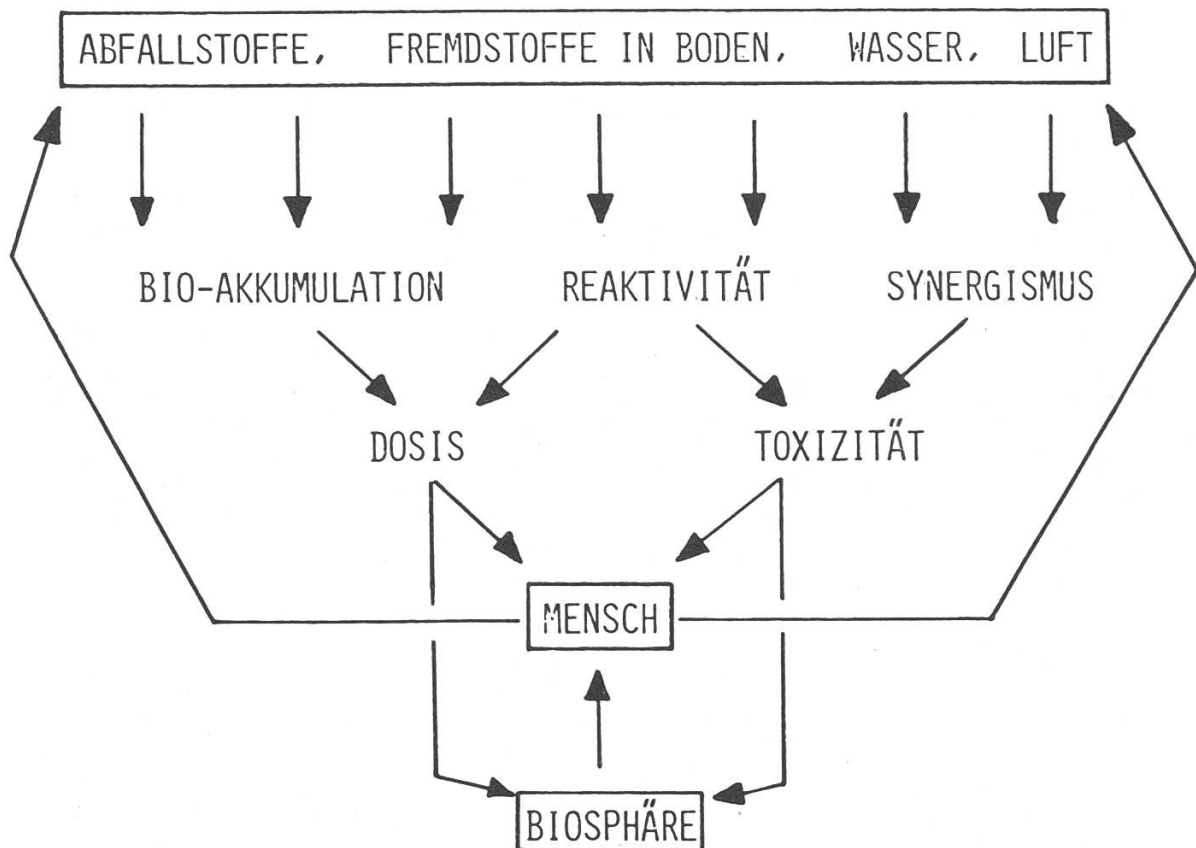 ABFALLSTOFFE, FREMDSTOFFE IN BODEN, WASSER, LUFT
BIO-AKKUMULATION REAKTIVITÄT SYNERGISMUS
DOSIS TOXIZITÄT
MENSCH
BIOSPHÄRE